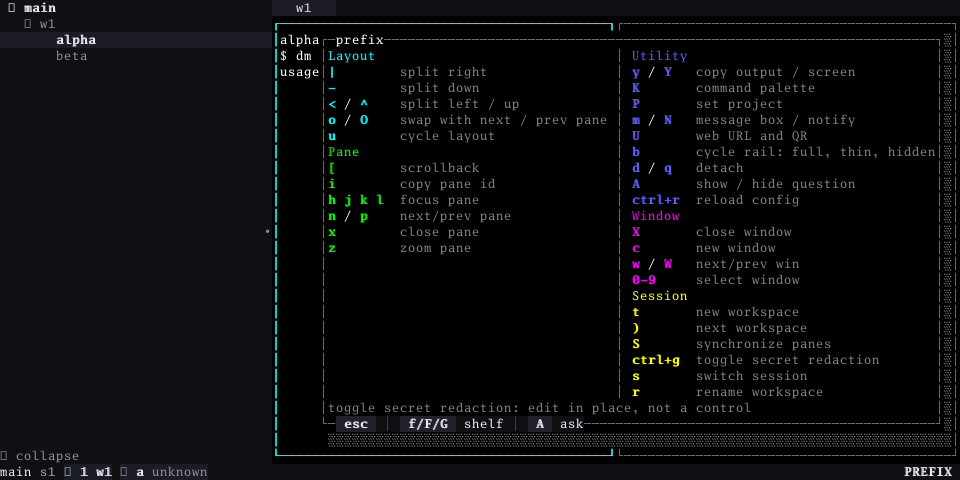 main
w1
w1
alpha
beta
alpha prefix
$ dm Layout Utility
usage | split right y / Y copy output / screen
- split down K command palette
< / ^ split left / up P set project
o / O swap with next / prev pane m / N message box / notify
u cycle layout U web URL and QR
Pane b cycle rail: full, thin, hidden
[ scrollback d / q detach
i copy pane id A show / hide question
h j k l focus pane ctrl+r reload config
n / p next/prev pane Window
x close pane X close window
z zoom pane c new window
w / W next/prev win
0-9 select window
Session
t new workspace
) next workspace
S synchronize panes
ctrl+g toggle secret redaction
s switch session
r rename workspace
toggle secret redaction: edit in place, not a control
esc | f/F/G shelf | A ask
collapse
main s1 1 w1 a unknown PREFIX